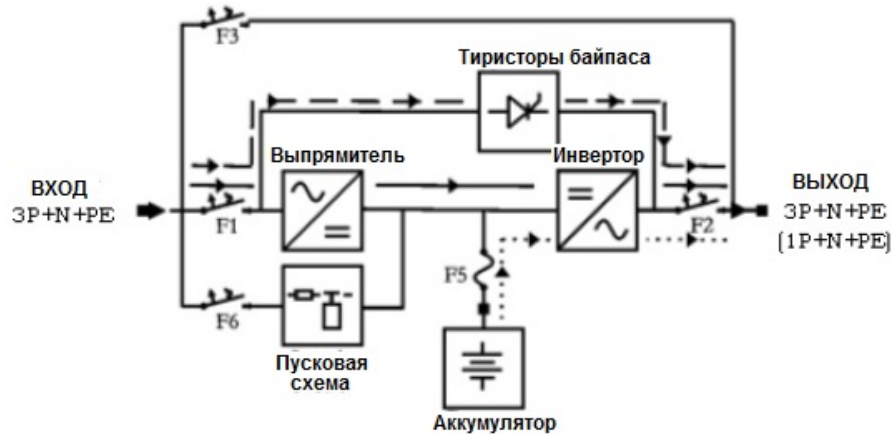 F3
Тиристоры байпаса
Выпрямитель
Инвертор
ВХОД
3P+N+PE
F1
F2
ВЫХОД
3P+N+PE
(1P+N+PE)
F5
F6
Пусковая
схема
Аккумулятор